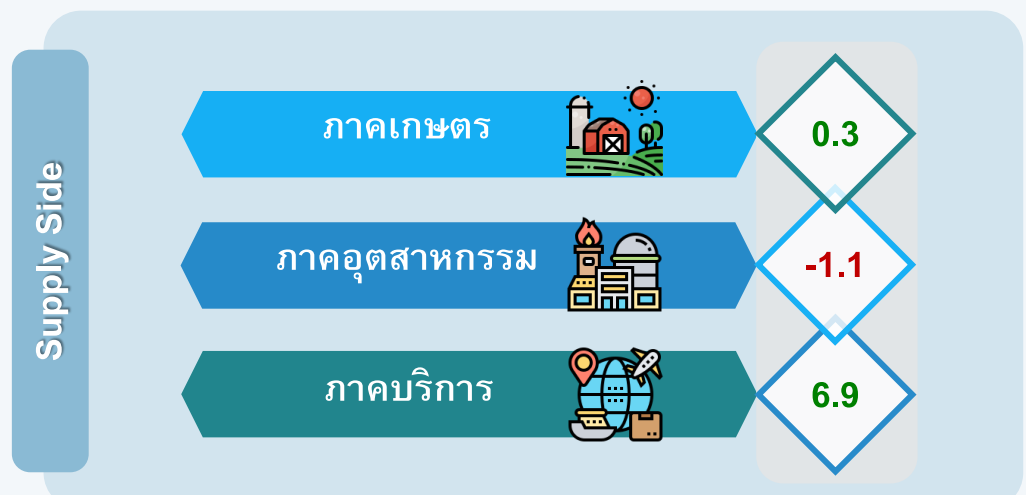 Supply Side
ภาคเกษตร
0.3
ภาคอุตสาหกรรม
-1.1
ภาคบริการ
6.9